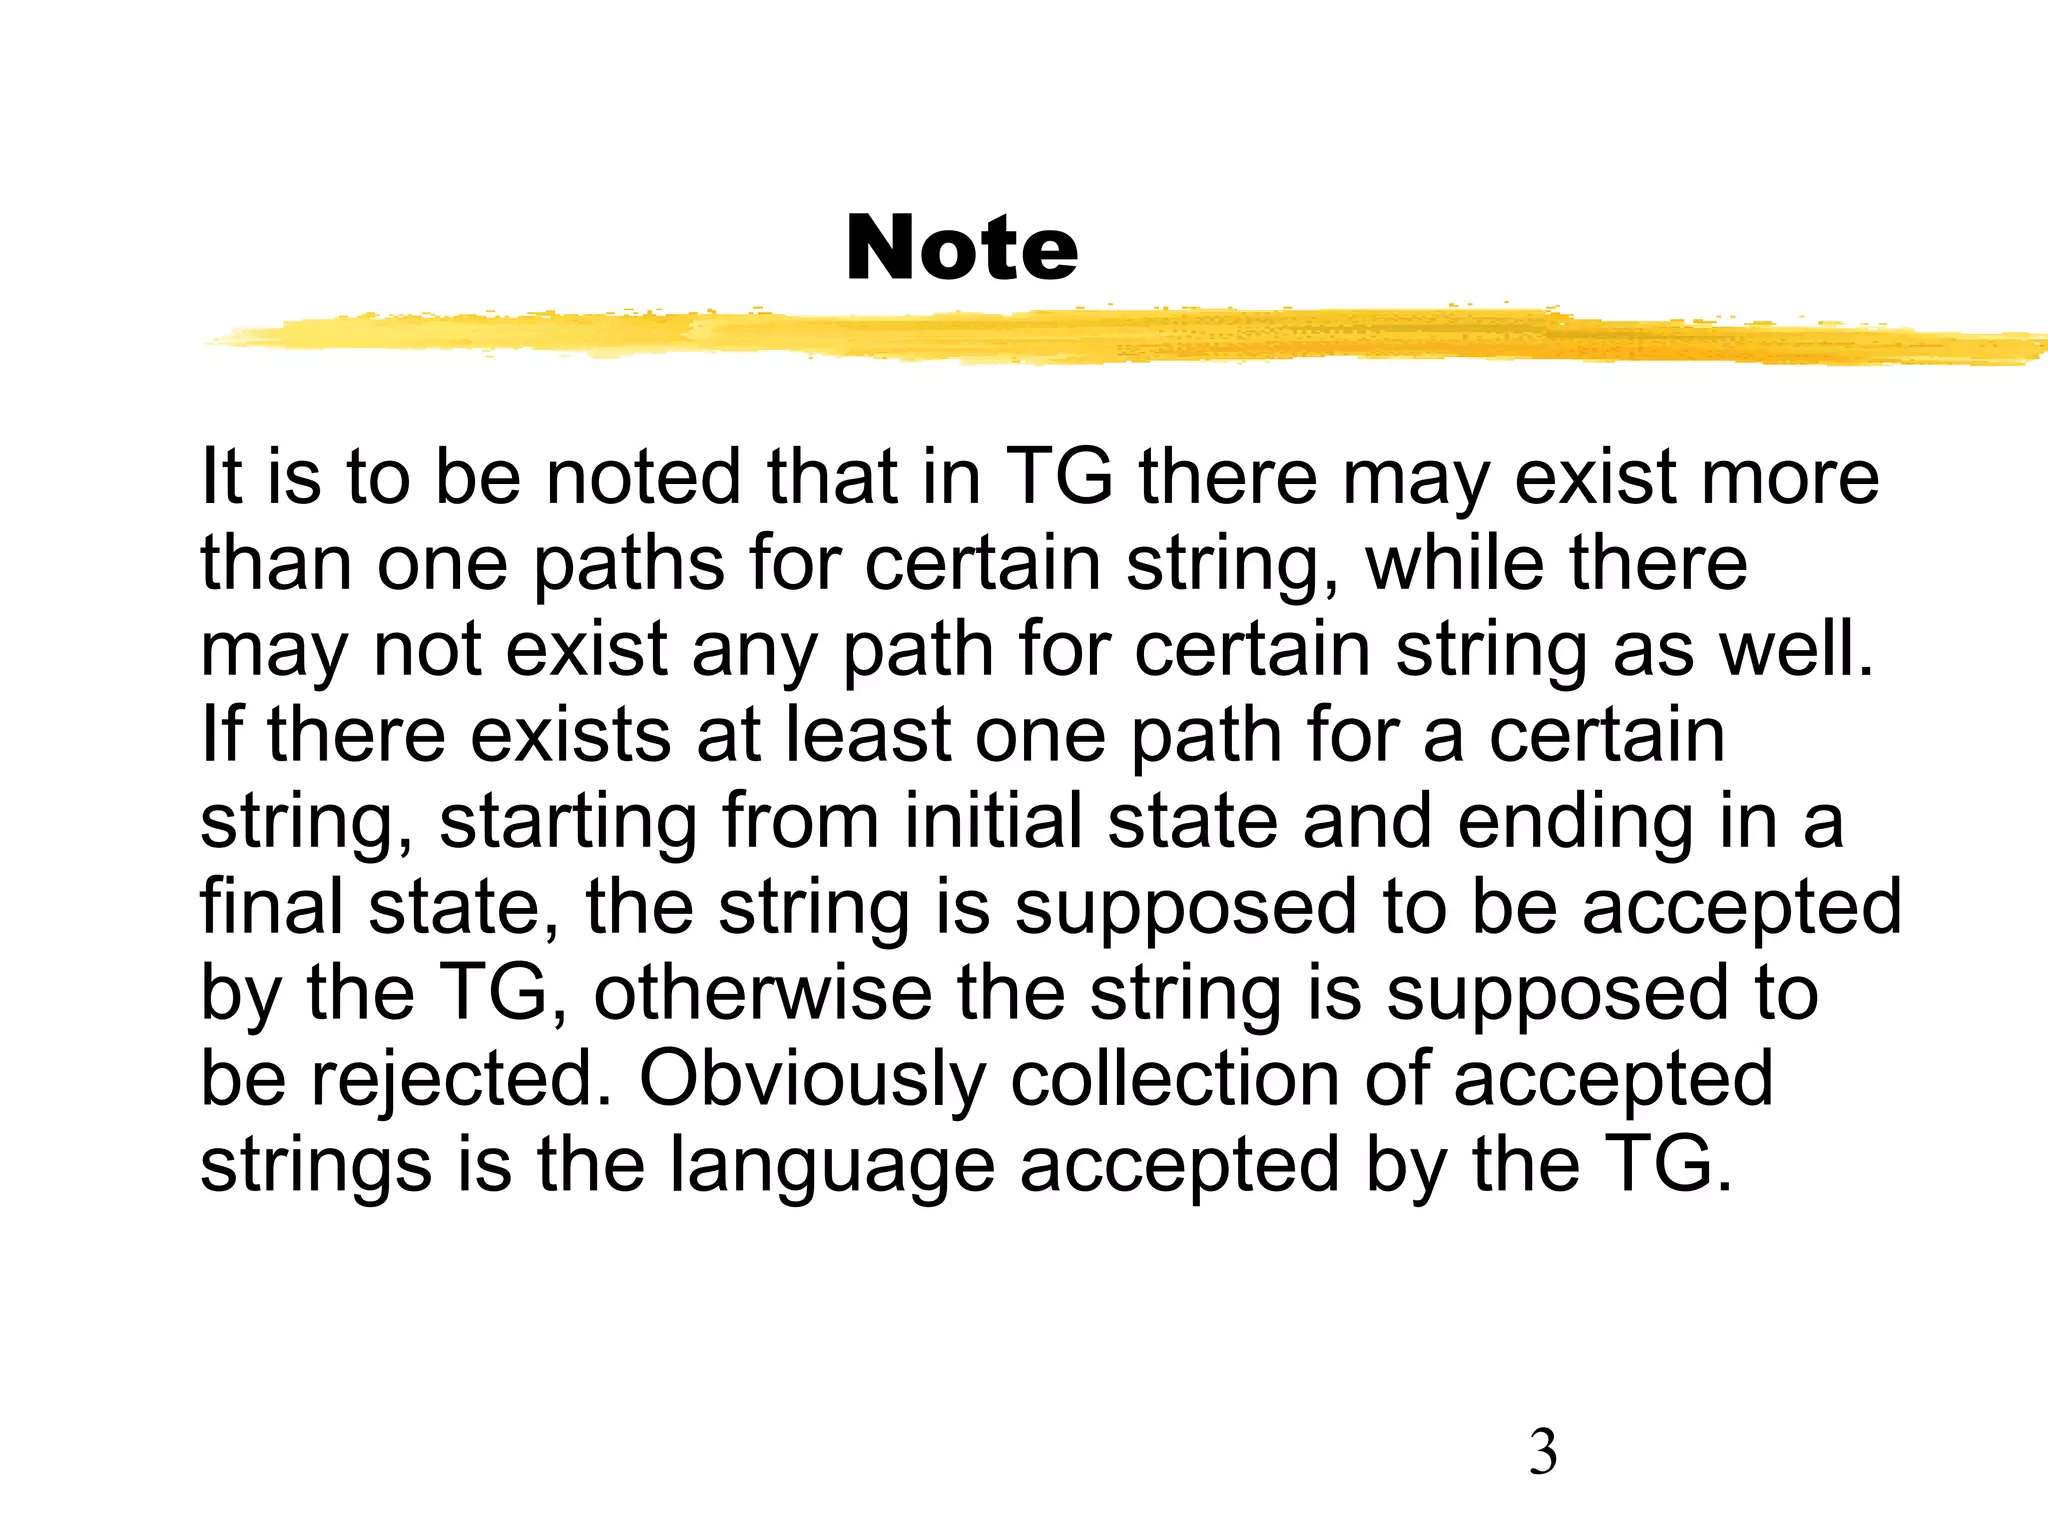 Note
It is to be noted that in TG there may exist more
than one paths for certain string, while there
may not exist any path for certain string as well.
If there exists at least one path for a certain
string, starting from initial state and ending in a
final state, the string is supposed to be accepted
by the TG, otherwise the string is supposed to
be rejected. Obviously collection of accepted
strings is the language accepted by the TG.
3